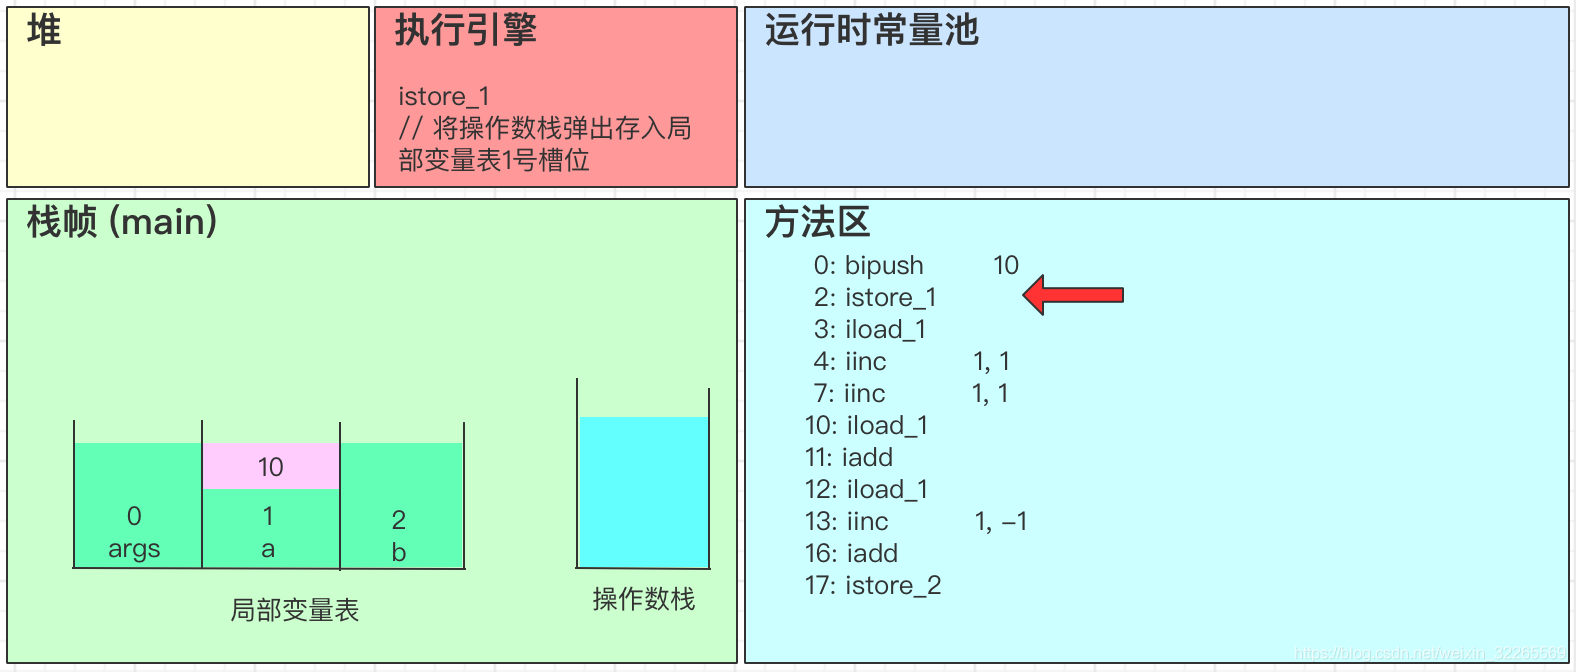 堆
执行引擎
istore_1
// 将操作数栈弹出存入局
部变量表1号槽位
运行时常量池
栈帧 (main)
10
0
1
2
args
a
b
局部变量表
操作数栈
方法区
0: bipush 10
2: istore_1
3: iload_1
4: iinc 1, 1
7: iinc 1, 1
10: iload_1
11: iadd
12: iload_1
13: iinc 1, -1
16: iadd
17: istore_2
https://blog.csdn.net/weixin_32265569